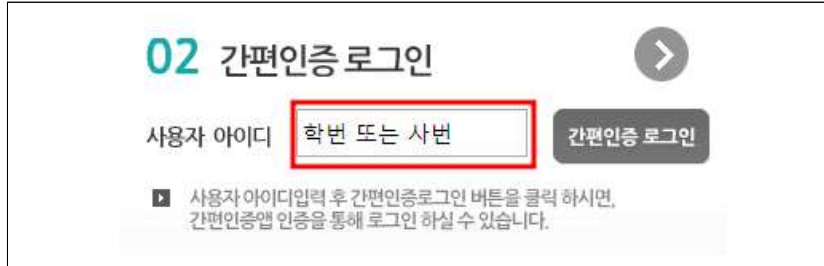 02 간편인증 로그인
사용자 아이디 학번 또는 사번 간편인증 로그인
사용자 아이디입력 후 간편인증로그인 버튼을 클릭 하시면,
간편인증앱 인증을 통해 로그인 하실 수 있습니다.